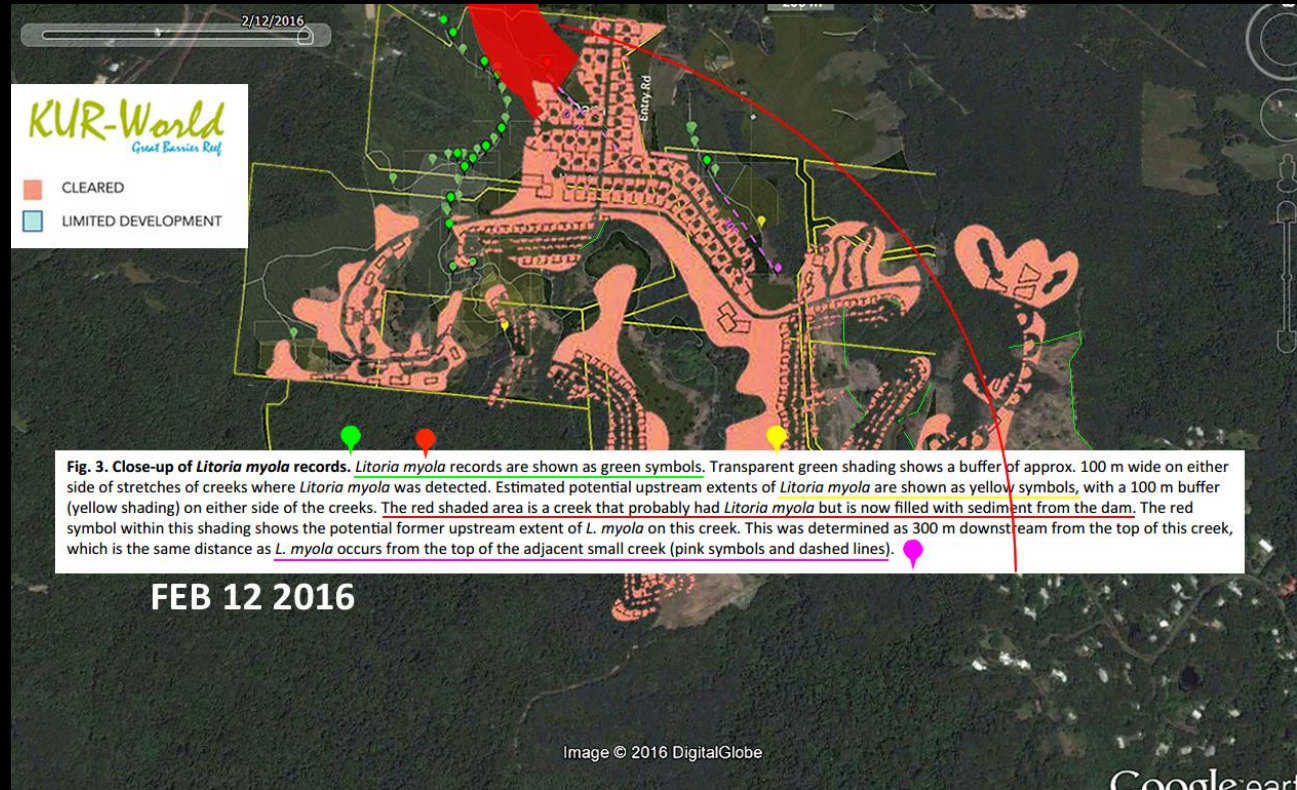 2/12/2016
KUR-World
Great Barrier Reef
CLEARED
LIMITED DEVELOPMENT
Entry Rd
Fig. 3. Close-up of Litoria myola records. Litoria myola records are shown as green symbols. Transparent green shading shows a buffer of approx. 100 m wide on either
side of stretches of creeks where Litoria myola was detected. Estimated potential upstream extents of Litoria myola are shown as yellow symbols, with a 100 m buffer
(yellow shading) on either side of the creeks. The red shaded area is a creek that probably had Litoria myola but is now filled with sediment from the dam. The red
symbol within this shading shows the potential former upstream extent of L. myola on this creek. This was determined as 300 m downstream from the top of this creek,
which is the same distance as L. myola occurs from the top of the adjacent small creek (pink symbols and dashed lines).
FEB 12 2016
Image © 2016 DigitalGlobe
Google eart